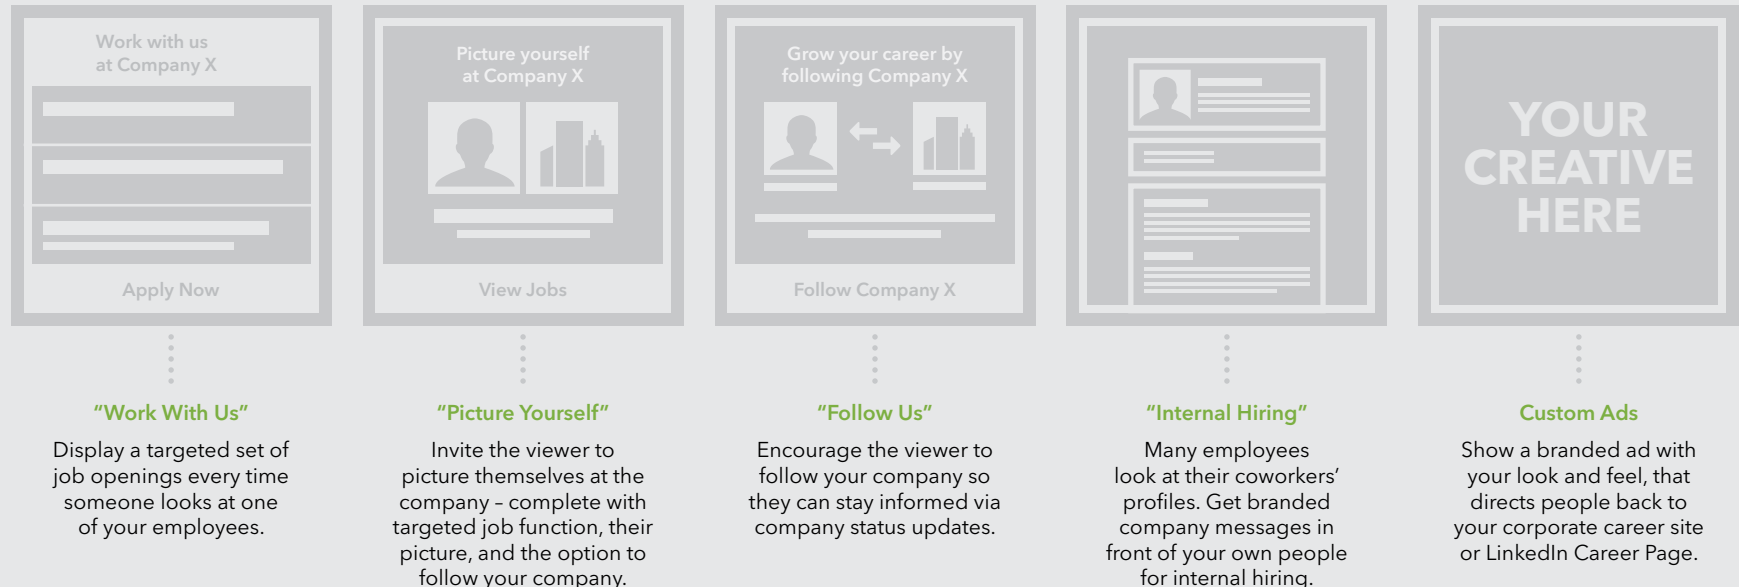 Work with us
at Company X
Apply Now
"Work With Us"
Display a targeted set of
job openings every time
someone looks at one
of your employees.
Picture yourself
at Company X
View Jobs
"Picture Yourself"
Invite the viewer to
picture themselves at the
company – complete with
targeted job function, their
picture, and the option to
follow your company.
Grow your career by
following Company X
Follow Company X
"Follow Us"
Encourage the viewer to
follow your company so
they can stay informed via
company status updates.
"Internal Hiring"
Many employees
look at their coworkers'
profiles. Get branded
company messages in
front of your own people
for internal hiring.
YOUR
CREATIVE
HERE
Custom Ads
Show a branded ad with
your look and feel, that
directs people back to
your corporate career site
or LinkedIn Career Page.